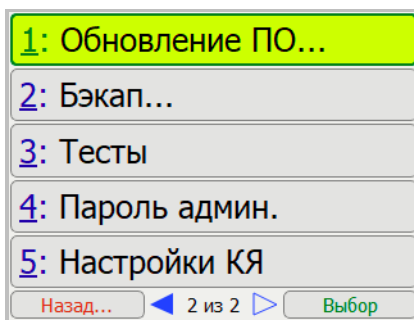 1: Обновление ПО...
2: Бэкап...
3: Тесты
4: Пароль админ.
5: Настройки КЯ
Назад... 2 из 2 Выбор